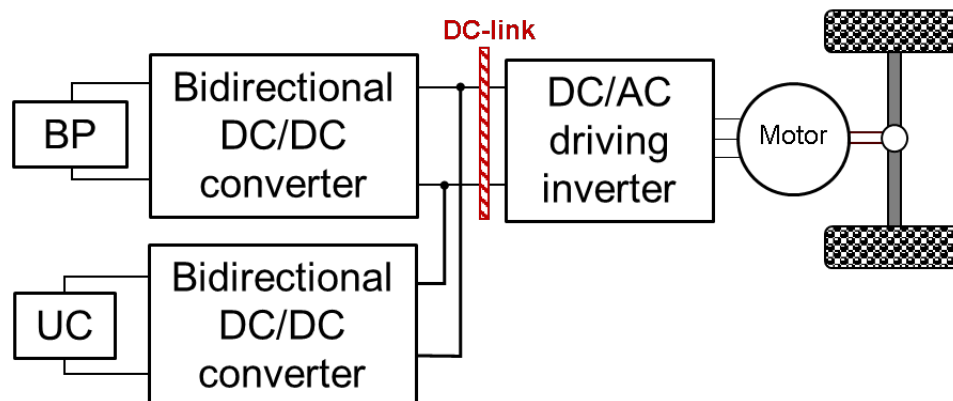 DC-link
BP
Bidirectional
DC/DC
converter
DC/AC
driving
inverter
Motor
UC
Bidirectional
DC/DC
converter